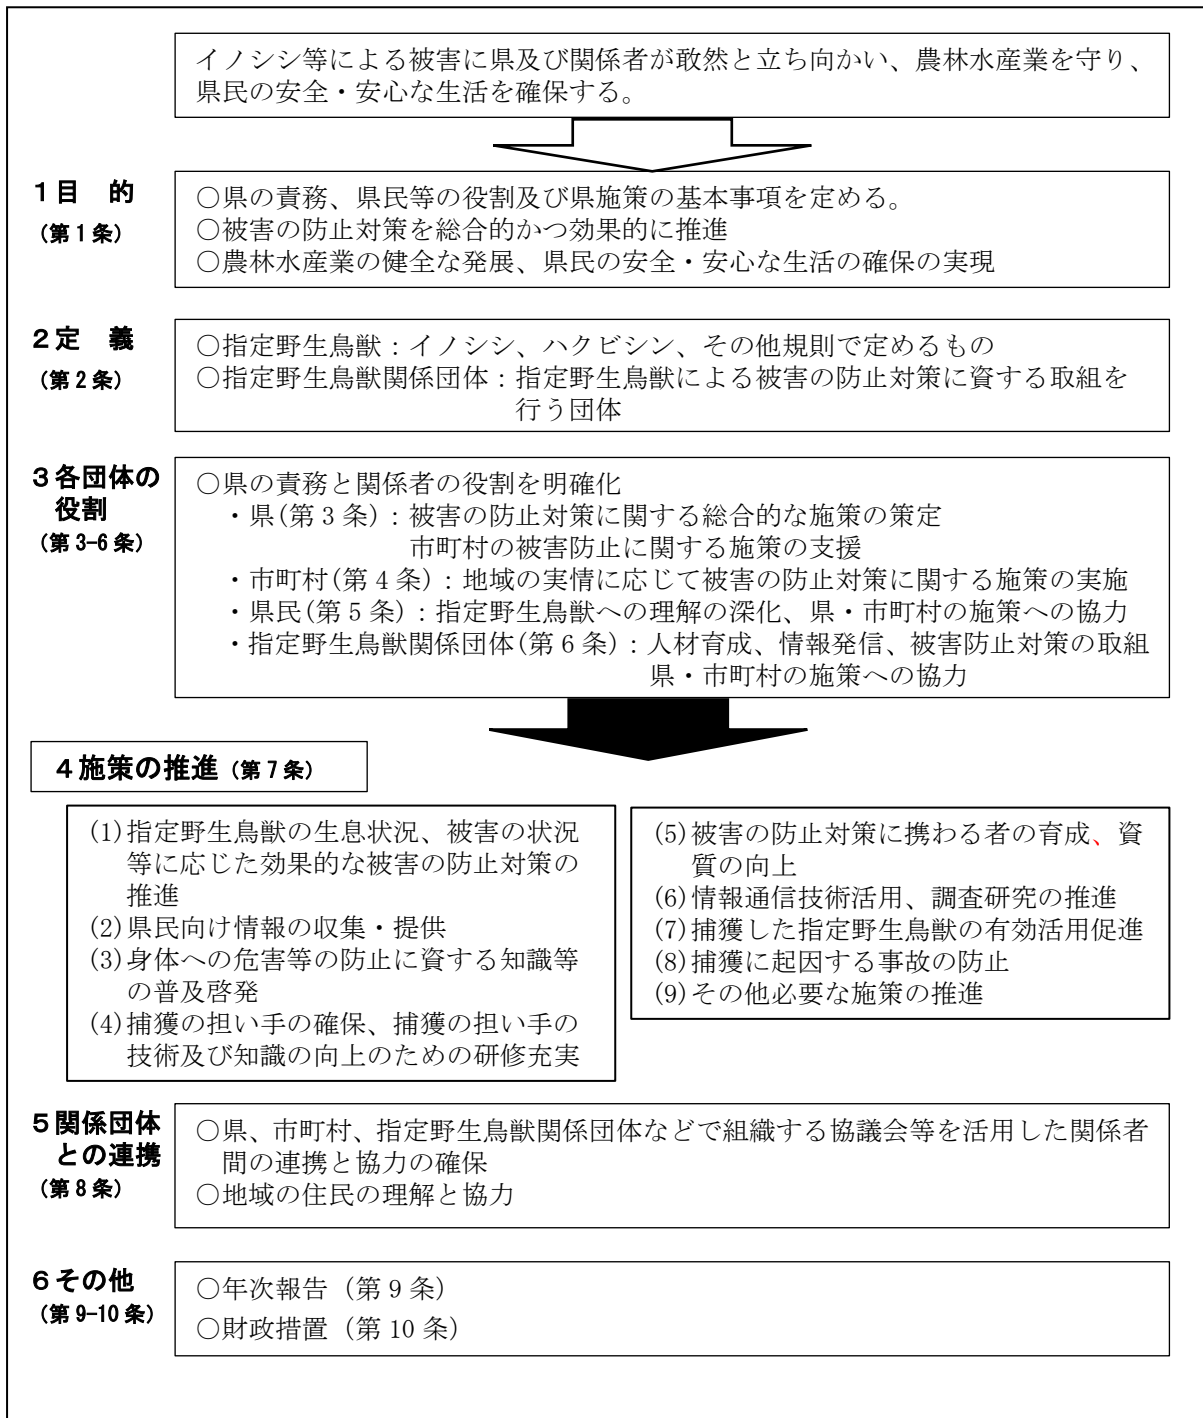 イノシシ等による被害に県及び関係者が敢然と立ち向かい、農林水産業を守り、
県民の安全・安心な生活を確保する。
1目　的
(第1条)
○県の責務、県民等の役割及び県施策の基本事項を定める。
○被害の防止対策を総合的かつ効果的に推進
○農林水産業の健全な発展、県民の安全・安心な生活の確保の実現
2定　義
(第2条)
○指定野生鳥獣：イノシシ、ハクビシン、その他規則で定めるもの
○指定野生鳥獣関係団体：指定野生鳥獣による被害の防止対策に資する取組を
行う団体
3各団体の
役割
(第3-6条)
○県の責務と関係者の役割を明確化
・県(第3条)：被害の防止対策に関する総合的な施策の策定
市町村の被害防止に関する施策の支援
・市町村(第4条)：地域の実情に応じて被害の防止対策に関する施策の実施
・県民(第5条)：指定野生鳥獣への理解の深化、県・市町村の施策への協力
・指定野生鳥獣関係団体(第6条)：人材育成、情報発信、被害防止対策の取組
県・市町村の施策への協力
4施策の推進(第7条)
(1)指定野生鳥獣の生息状況、被害の状況
等に応じた効果的な被害の防止対策の
推進
(2)県民向け情報の収集・提供
(3)身体への危害等の防止に資する知識等
の普及啓発
(4)捕獲の担い手の確保、捕獲の担い手の
技術及び知識の向上のための研修充実
(5)被害の防止対策に携わる者の育成、資
質の向上
(6)情報通信技術活用、調査研究の推進
(7)捕獲した指定野生鳥獣の有効活用促進
(8)捕獲に起因する事故の防止
(9)その他必要な施策の推進
5関係団体
との連携
(第8条)
○県、市町村、指定野生鳥獣関係団体などで組織する協議会等を活用した関係者
間の連携と協力の確保
○地域の住民の理解と協力
6その他
(第9-10条)
○年次報告（第9条）
○財政措置（第10条）